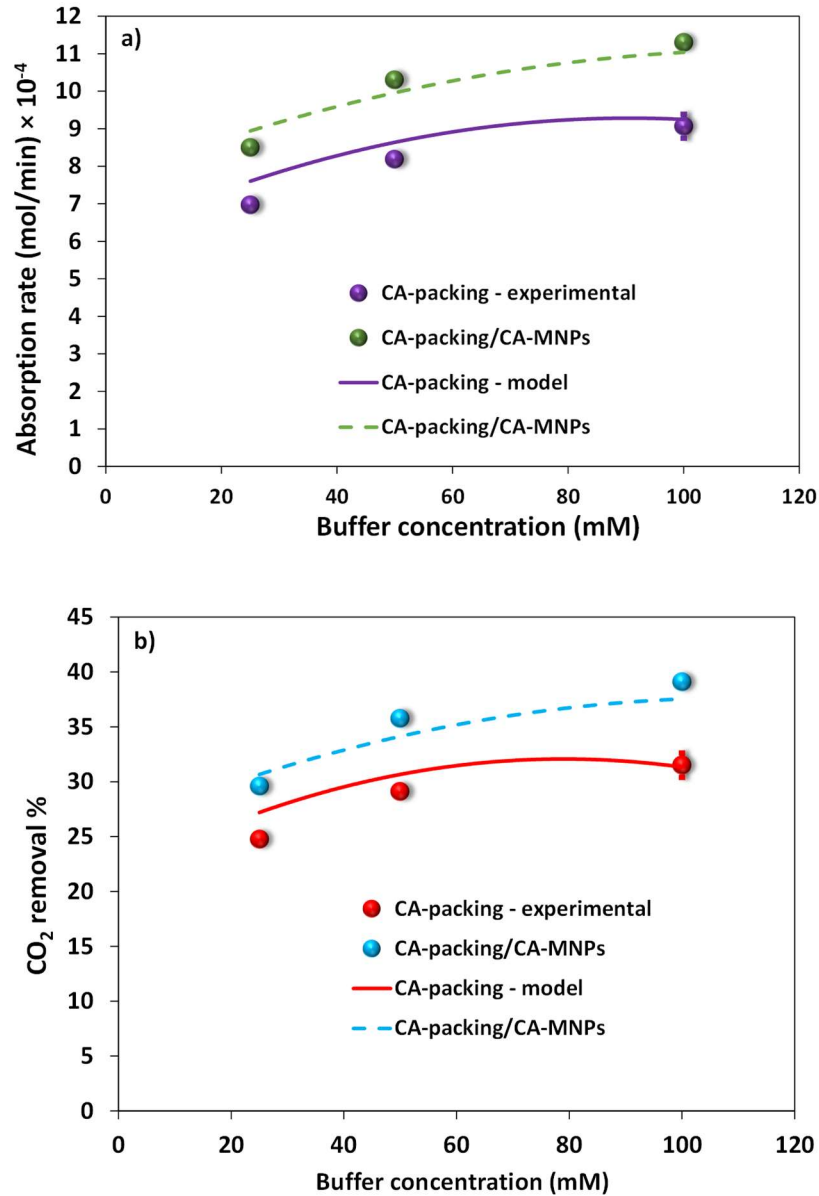 a)
12
11
10
9
8
7
6
5
4
3
2
1
0
Absorption rate (mol/min) × 10⁻⁴
CA-packing - experimental
CA-packing/CA-MNPs
CA-packing - model
CA-packing/CA-MNPs
0 20 40 60 80 100 120
Buffer concentration (mM)
b)
45
40
35
30
25
20
15
10
5
0
CO₂ removal %
CA-packing - experimental
CA-packing/CA-MNPs
CA-packing - model
CA-packing/CA-MNPs
0 20 40 60 80 100 120
Buffer concentration (mM)